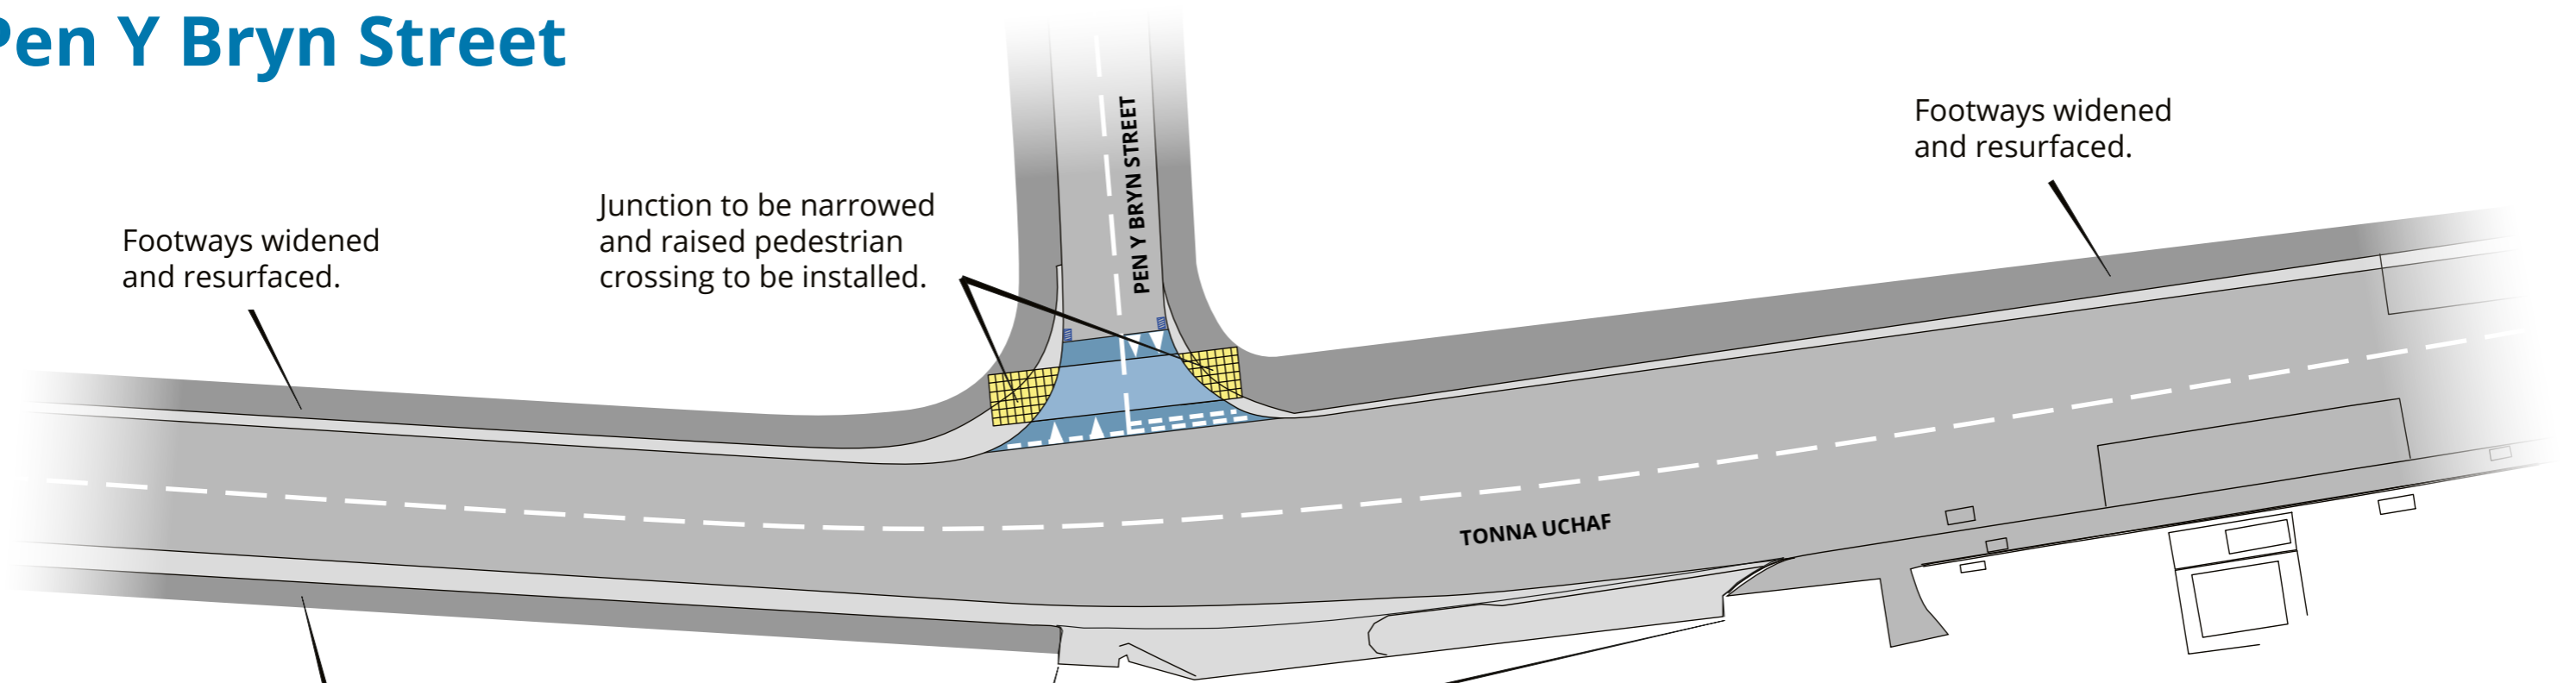 Pen Y Bryn Street
Footways widened
and resurfaced.
Junction to be narrowed
and raised pedestrian
crossing to be installed.
PEN Y BRYN STREET
Footways widened
and resurfaced.
TONNA UCHAF